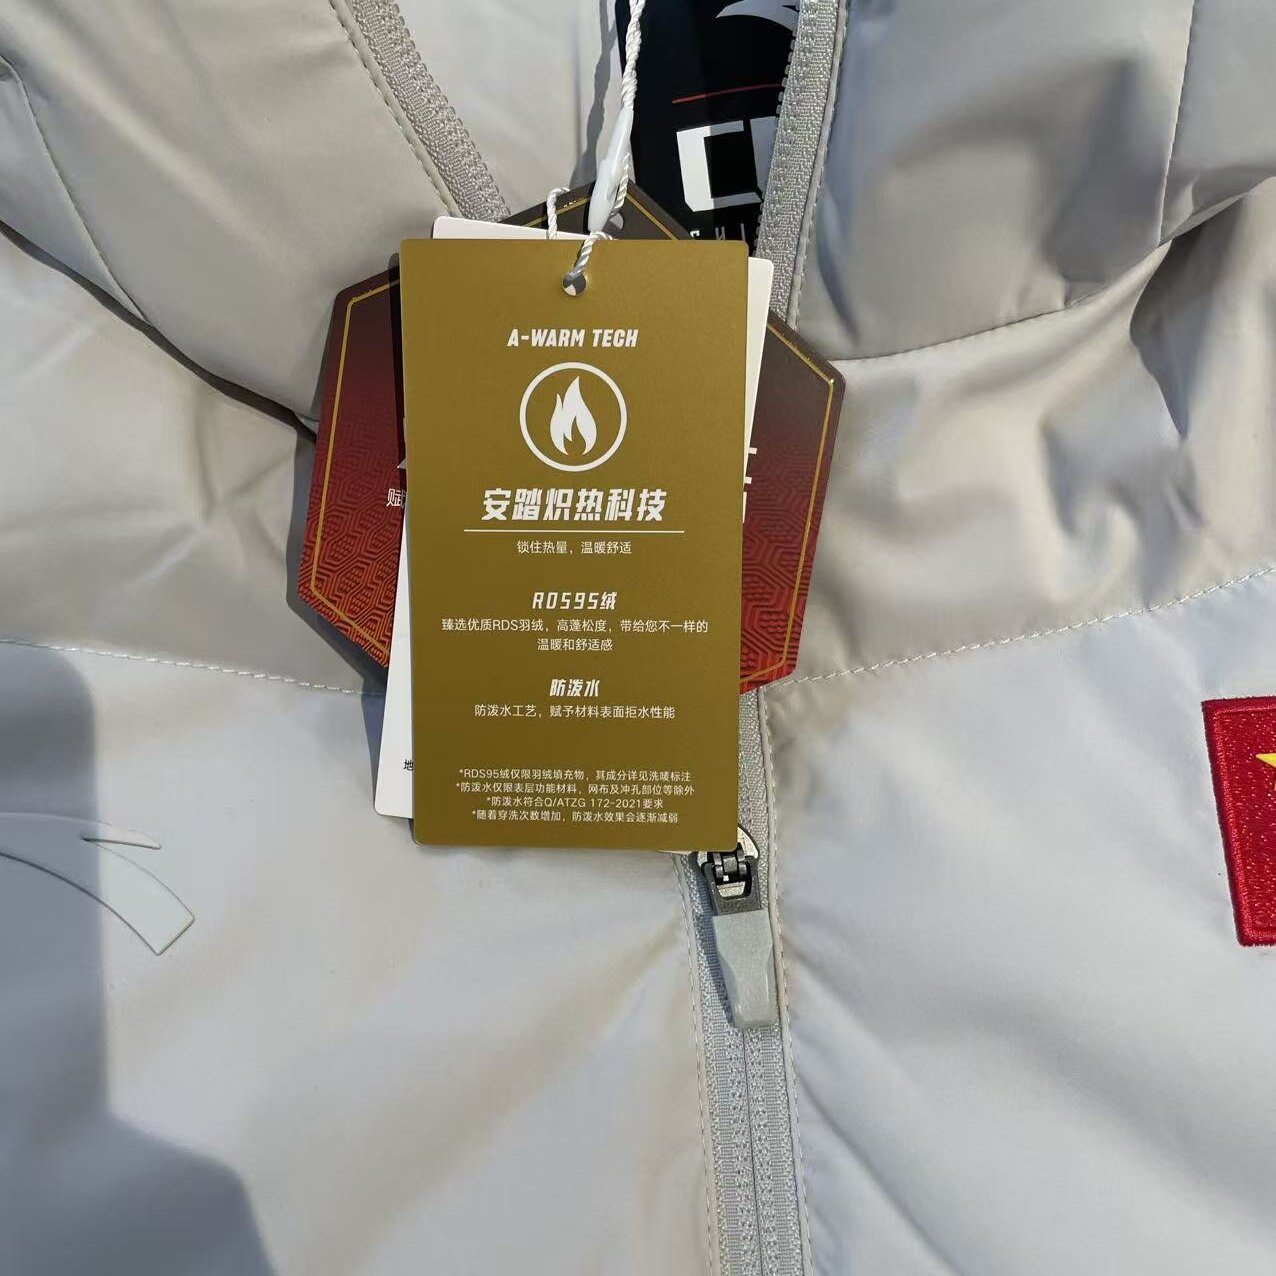 A-WARM TECH
安踏炽热科技
锁住热量，温暖舒适
RDS95绒
臻选优质RDS羽绒，高蓬松度，带给您不一样的
温暖和舒适感
防泼水
防泼水工艺，赋予材料表面拒水性能
*RDS95绒仅限羽绒填充物，其成分详见洗唛标注
*防泼水仅限表层功能材料，网布及冲孔部位等除外
*防泼水符合Q/ATZG 172-2021要求
*随着穿洗次数增加，防泼水效果会逐渐减弱
赋
地